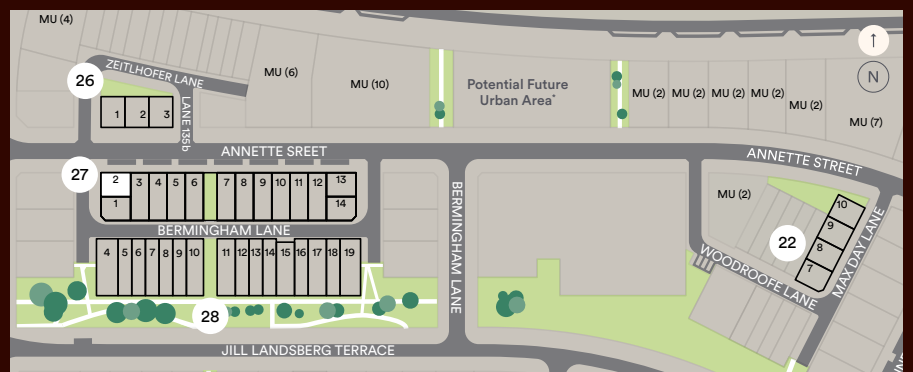 MU (4)
↑
N
26
ZEITLHOFER LANE
MU (6)
MU (10)
Potential Future
Urban Area*
MU (2) MU (2) MU (2) MU (2) MU (2)
MU (7)
1 2 3
LANE 135b
ANNETTE SREET
ANNETTE STREET
27
2 3 4 5 6 7 8 9 10 11 12 13
1 14
BERMINGHAM LANE
BERMINGHAM LANE
MU (2)
10
9
8
7
22
WOODROOFE LANE
MAX DAY LANE
4 5 6 7 8 9 10 11 12 13 14 15 16 17 18 19
28
JILL LANDSBERG TERRACE